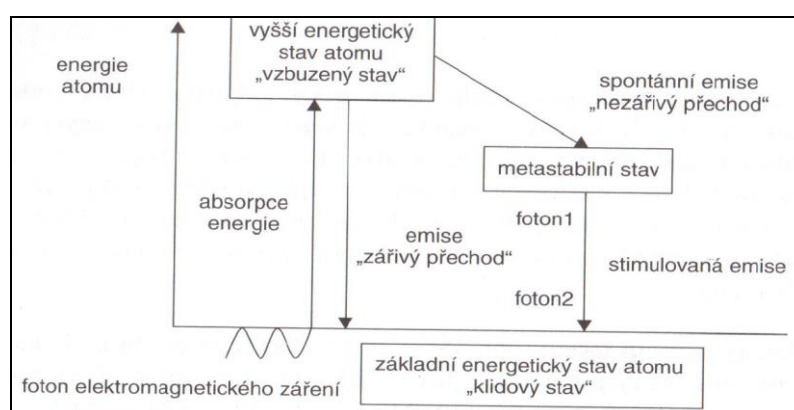 vyšší energetický
stav atomu
„vzbuzený stav“
energie
atomu
spontánní emise
„nezářivý přechod“
metastabilní stav
absorpce
energie
foton1
emise
„zářivý přechod“
stimulovaná emise
foton2
základní energetický stav atomu
„klidový stav“
foton elektromagnetického záření